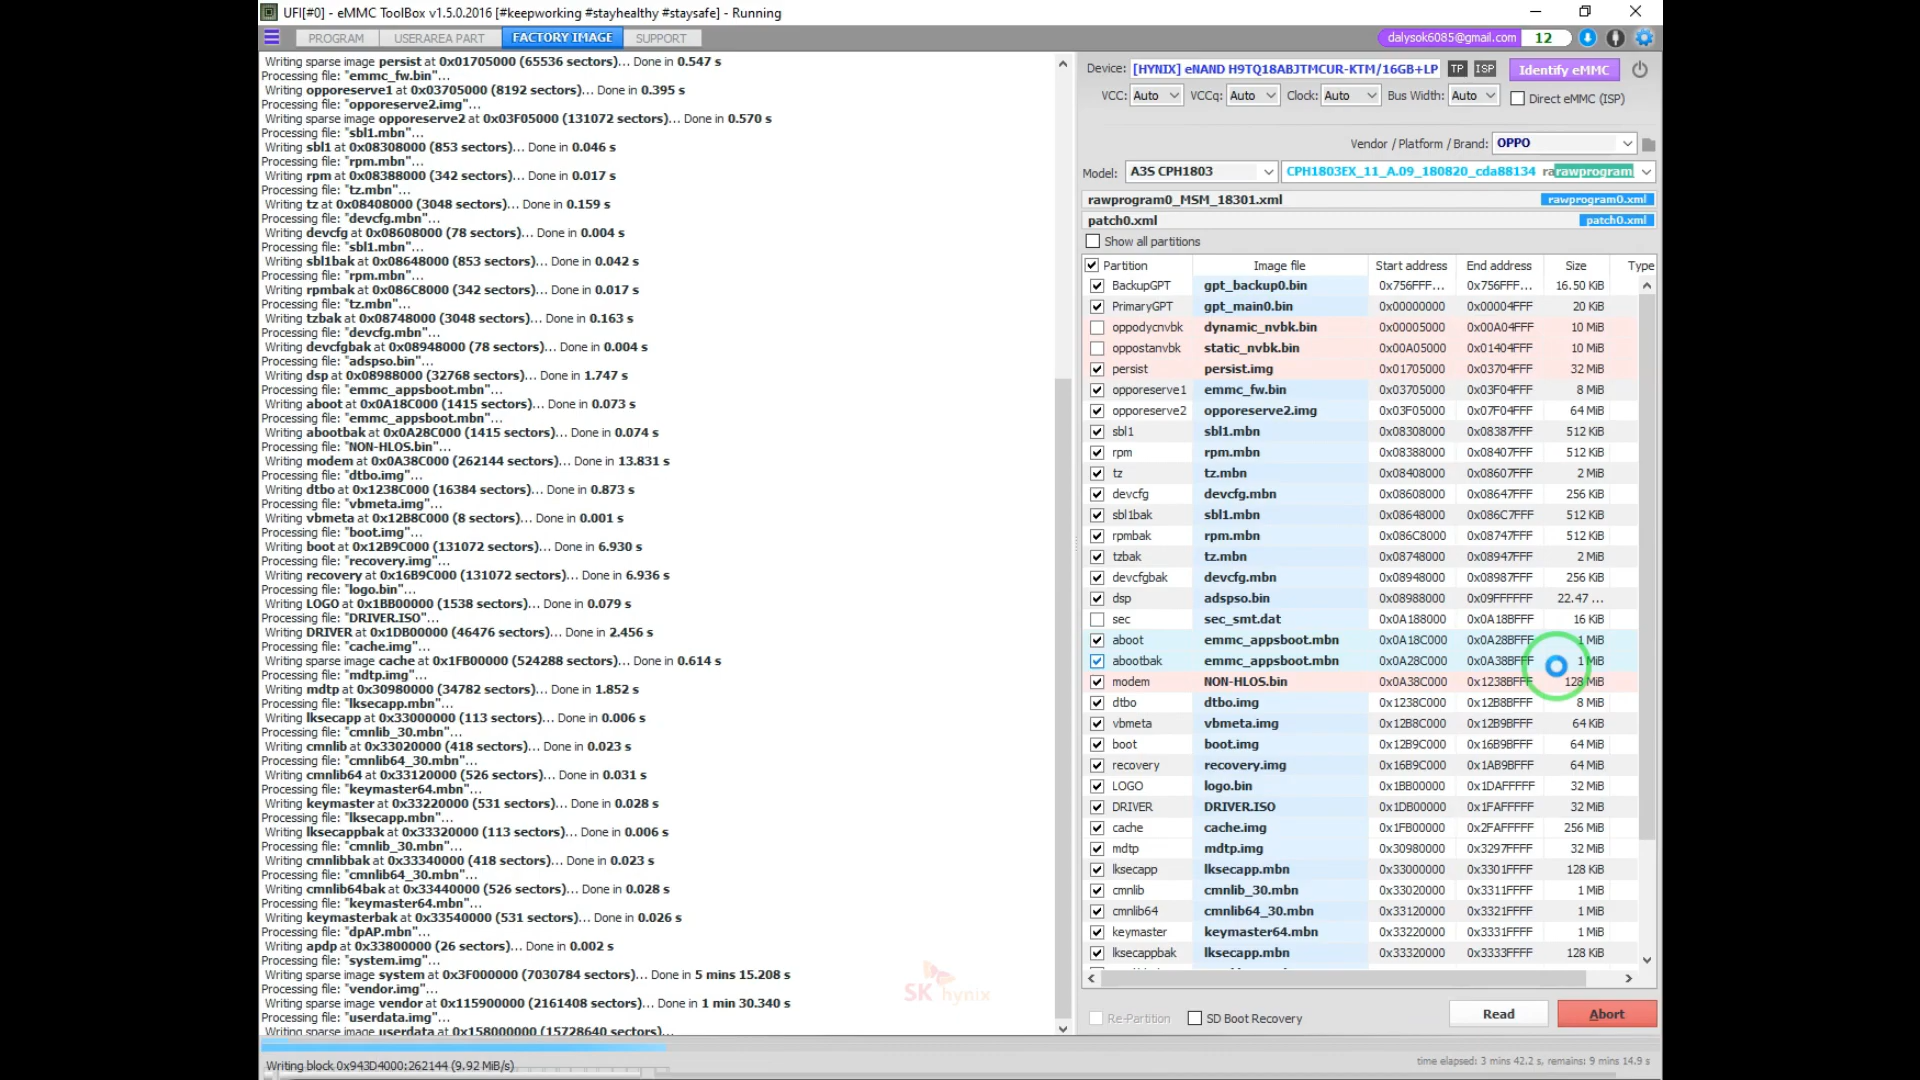 UFI[#0] - eMMC ToolBox v1.5.0.2016 [#keepworking #stayhealthy #staysafe] - Running
PROGRAM USERAREA PART FACTORY IMAGE SUPPORT
dalysok6085@gmail.com 12
Writing sparse image persist at 0x01705000 (65536 sectors)... Done in 0.547 s
Processing file: "emmc_fw.bin"...
Writing opporeserve1 at 0x03705000 (8192 sectors)... Done in 0.395 s
Processing file: "opporeserve2.img"...
Writing sparse image opporeserve2 at 0x03F05000 (131072 sectors)... Done in 0.570 s
Processing file: "sbl1.mbn"...
Writing sbl1 at 0x08308000 (853 sectors)... Done in 0.046 s
Processing file: "rpm.mbn"...
Writing rpm at 0x08388000 (342 sectors)... Done in 0.017 s
Processing file: "tz.mbn"...
Writing tz at 0x08408000 (3048 sectors)... Done in 0.159 s
Processing file: "devcfg.mbn"...
Writing devcfg at 0x08608000 (78 sectors)... Done in 0.004 s
Processing file: "sbl1.mbn"...
Writing sbl1bak at 0x08648000 (853 sectors)... Done in 0.042 s
Processing file: "rpm.mbn"...
Writing rpmbak at 0x086C8000 (342 sectors)... Done in 0.017 s
Processing file: "tz.mbn"...
Writing tzbak at 0x08748000 (3048 sectors)... Done in 0.163 s
Processing file: "devcfg.mbn"...
Writing devcfgbak at 0x08948000 (78 sectors)... Done in 0.004 s
Processing file: "adspso.bin"...
Writing dsp at 0x08988000 (32768 sectors)... Done in 1.747 s
Processing file: "emmc_appsboot.mbn"...
Writing aboot at 0x0A18C000 (1415 sectors)... Done in 0.073 s
Processing file: "emmc_appsboot.mbn"...
Writing abootbak at 0x0A28C000 (1415 sectors)... Done in 0.074 s
Processing file: "NON-HLOS.bin"...
Writing modem at 0x0A38C000 (262144 sectors)... Done in 13.831 s
Processing file: "dtbo.img"...
Writing dtbo at 0x1238C000 (16384 sectors)... Done in 0.873 s
Processing file: "vbmeta.img"...
Writing vbmeta at 0x12B8C000 (8 sectors)... Done in 0.001 s
Processing file: "boot.img"...
Writing boot at 0x12B9C000 (131072 sectors)... Done in 6.930 s
Processing file: "recovery.img"...
Writing recovery at 0x16B9C000 (131072 sectors)... Done in 6.936 s
Processing file: "logo.bin"...
Writing LOGO at 0x1BB00000 (1538 sectors)... Done in 0.079 s
Processing file: "DRIVER.ISO"...
Writing DRIVER at 0x1DB00000 (46476 sectors)... Done in 2.456 s
Processing file: "cache.img"...
Writing sparse image cache at 0x1FB00000 (524288 sectors)... Done in 0.614 s
Processing file: "mdtp.img"...
Writing mdtp at 0x30980000 (34782 sectors)... Done in 1.852 s
Processing file: "lksecapp.mbn"...
Writing lksecapp at 0x33000000 (113 sectors)... Done in 0.006 s
Processing file: "cmnlib_30.mbn"...
Writing cmnlib at 0x33020000 (418 sectors)... Done in 0.023 s
Processing file: "cmnlib64_30.mbn"...
Writing cmnlib64 at 0x33120000 (526 sectors)... Done in 0.031 s
Processing file: "keymaster64.mbn"...
Writing keymaster at 0x33220000 (531 sectors)... Done in 0.028 s
Processing file: "lksecapp.mbn"...
Writing lksecappbak at 0x33320000 (113 sectors)... Done in 0.006 s
Processing file: "cmnlib_30.mbn"...
Writing cmnlibbak at 0x33340000 (418 sectors)... Done in 0.023 s
Processing file: "cmnlib64_30.mbn"...
Writing cmnlib64bak at 0x33440000 (526 sectors)... Done in 0.028 s
Processing file: "keymaster64.mbn"...
Writing keymasterbak at 0x33540000 (531 sectors)... Done in 0.026 s
Processing file: "dpAP.mbn"...
Writing apdp at 0x33800000 (26 sectors)... Done in 0.002 s
Processing file: "system.img"...
Writing sparse image system at 0x3F000000 (7030784 sectors)... Done in 5 mins 15.208 s
Processing file: "vendor.img"...
Writing sparse image vendor at 0x115900000 (2161408 sectors)... Done in 1 min 30.340 s
Processing file: "userdata.img"...
Writing sparse image userdata at 0x158000000 (15728640 sectors)...
SK hynix
Device: [HYNIX] eNAND H9TQ18ABJTMCUR-KTM/16GB+LP TP ISP Identify eMMC
VCC: Auto VCCq: Auto Clock: Auto Bus Width: Auto Direct eMMC (ISP)
Vendor / Platform / Brand: OPPO
Model: A3S CPH1803 CPH1803EX_11_A.09_180820_cda88134 ra rawprogram
rawprogram0_MSM_18301.xml rawprogram0.xml
patch0.xml patch0.xml
Show all partitions
Partition Image file Start address End address Size Type
BackupGPT gpt_backup0.bin 0x756FFF... 0x756FFF... 16.50 KiB
PrimaryGPT gpt_main0.bin 0x00000000 0x00004FFF 20 KiB
oppodycnvbk dynamic_nvbk.bin 0x00005000 0x00A04FFF 10 MiB
oppostanvbk static_nvbk.bin 0x00A05000 0x01404FFF 10 MiB
persist persist.img 0x01705000 0x03704FFF 32 MiB
opporeserve1 emmc_fw.bin 0x03705000 0x03F04FFF 8 MiB
opporeserve2 opporeserve2.img 0x03F05000 0x07F04FFF 64 MiB
sbl1 sbl1.mbn 0x08308000 0x08387FFF 512 KiB
rpm rpm.mbn 0x08388000 0x08407FFF 512 KiB
tz tz.mbn 0x08408000 0x08607FFF 2 MiB
devcfg devcfg.mbn 0x08608000 0x08647FFF 256 KiB
sbl1bak sbl1.mbn 0x08648000 0x086C7FFF 512 KiB
rpmbak rpm.mbn 0x086C8000 0x08747FFF 512 KiB
tzbak tz.mbn 0x08748000 0x08947FFF 2 MiB
devcfgbak devcfg.mbn 0x08948000 0x08987FFF 256 KiB
dsp adspso.bin 0x08988000 0x09FFFFFF 22.47 ...
sec sec_smt.dat 0x0A188000 0x0A18BFFF 16 KiB
aboot emmc_appsboot.mbn 0x0A18C000 0x0A28BFFF 1 MiB
abootbak emmc_appsboot.mbn 0x0A28C000 0x0A38BFFF 1 MiB
modem NON-HLOS.bin 0x0A38C000 0x1238BFFF 128 MiB
dtbo dtbo.img 0x1238C000 0x12B8BFFF 8 MiB
vbmeta vbmeta.img 0x12B8C000 0x12B9BFFF 64 KiB
boot boot.img 0x12B9C000 0x16B9BFFF 64 MiB
recovery recovery.img 0x16B9C000 0x1AB9BFFF 64 MiB
LOGO logo.bin 0x1BB00000 0x1DAFFFFF 32 MiB
DRIVER DRIVER.ISO 0x1DB00000 0x1FAFFFFF 32 MiB
cache cache.img 0x1FB00000 0x2FAFFFFF 256 MiB
mdtp mdtp.img 0x30980000 0x3297FFFF 32 MiB
lksecapp lksecapp.mbn 0x33000000 0x3301FFFF 128 KiB
cmnlib cmnlib_30.mbn 0x33020000 0x3311FFFF 1 MiB
cmnlib64 cmnlib64_30.mbn 0x33120000 0x3321FFFF 1 MiB
keymaster keymaster64.mbn 0x33220000 0x3331FFFF 1 MiB
lksecappbak lksecapp.mbn 0x33320000 0x3333FFFF 128 KiB
Re-Partition SD Boot Recovery Read Abort
Writing block 0x943D4000:262144 (9.92 MiB/s)
time elapsed: 3 mins 42.2 s, remains: 9 mins 14.9 s